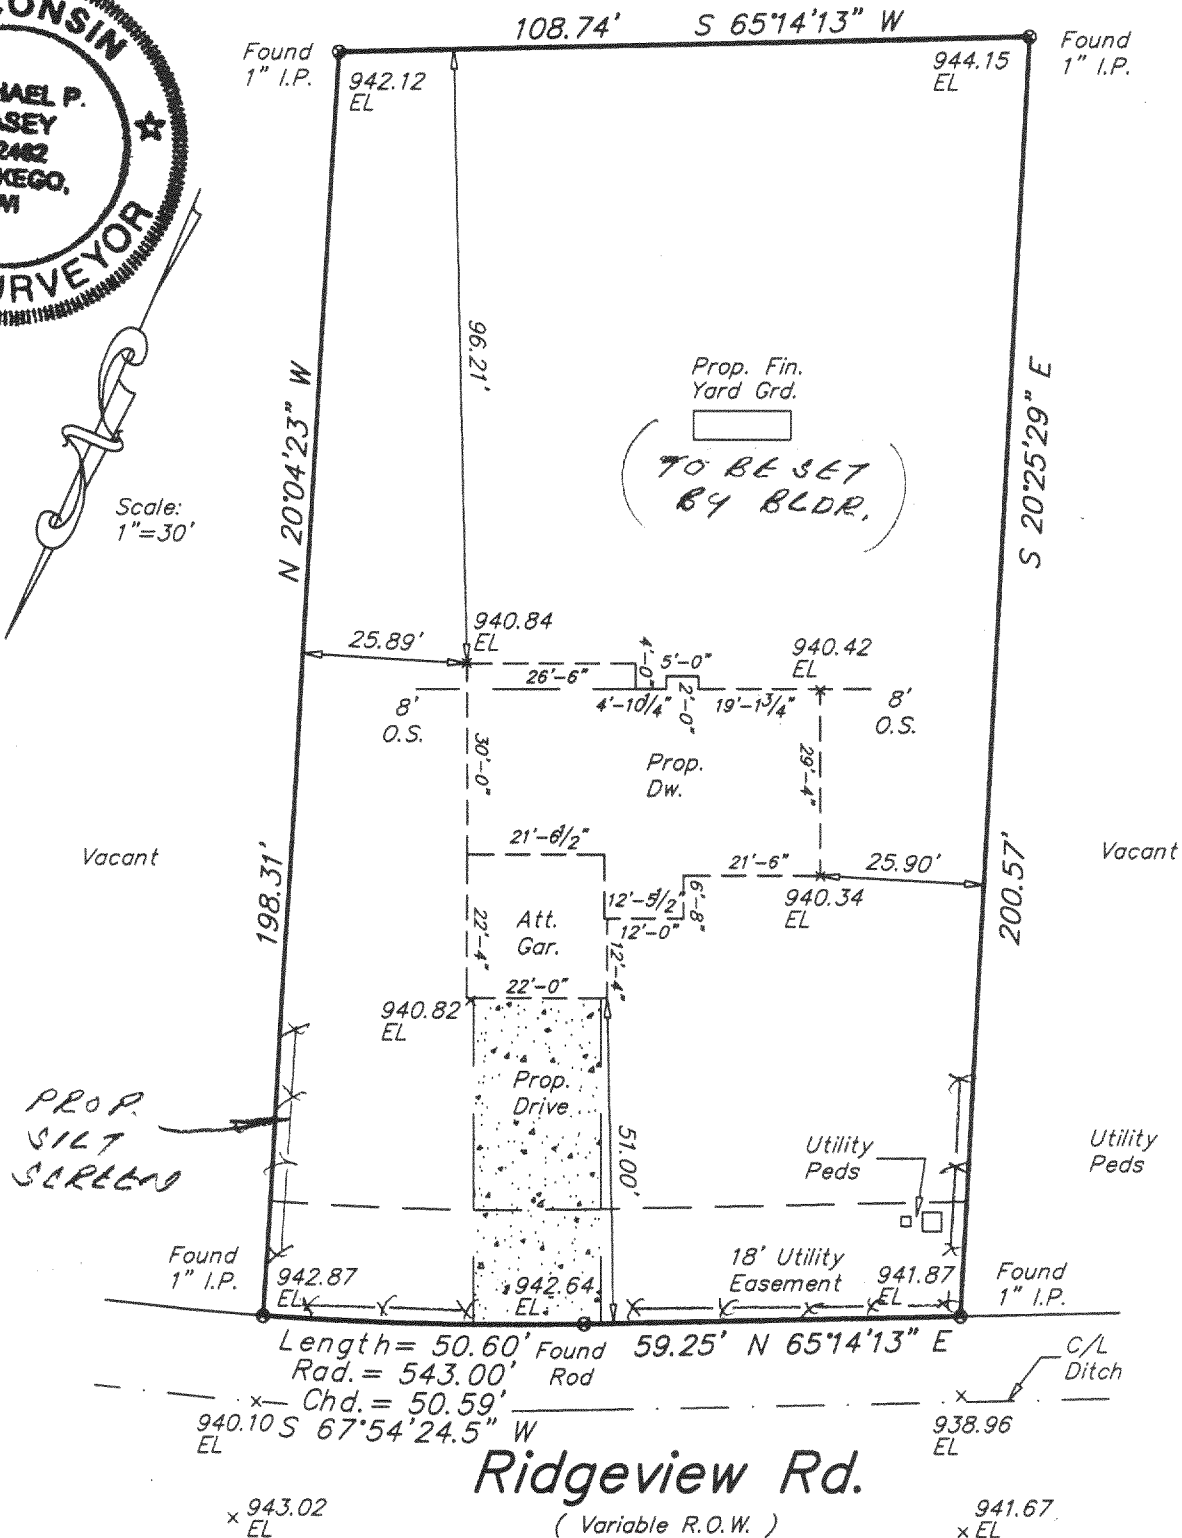 108.74' S 65°14'13" W
Found
1" I.P.
942.12
EL
944.15
EL
Found
1" I.P.
SURVEYOR
96.21'
N 20°04'23" W
Scale:
1"=30'
Prop. Fin.
Yard Grd.
(TO BE SET
BY BLDR.)
S 20°25'29" E
25.89'
940.84
EL
26'-6"
4'-0"
5'-0"
940.42
EL
8'
O.S.
4'-10 1/4"
2'-0"
19'-1 3/4"
8'
O.S.
30'-0"
Prop.
Dw.
29'-4"
Vacant
198.31'
21'-6 1/2"
21'-6"
25.90'
200.57'
Vacant
22'-4"
Att.
Gar.
12'-5 1/2"
12'-0"
6'-8"
940.34
EL
12'-4"
22'-0"
940.82
EL
Prop.
Drive
51.00'
PROP.
SILT
SCREEN
Utility
Peds
Utility
Peds
Found
1" I.P.
942.87
EL
942.64
EL
18' Utility
Easement
941.87
EL
Found
1" I.P.
Length= 50.60'
Rad.= 543.00'
Chd.= 50.59'
S 67°54'24.5" W
Found
Rod
59.25' N 65°14'13" E
C/L
Ditch
940.10
EL
938.96
EL
Ridgeview Rd.
( Variable R.O.W. )
943.02
EL
941.67
EL